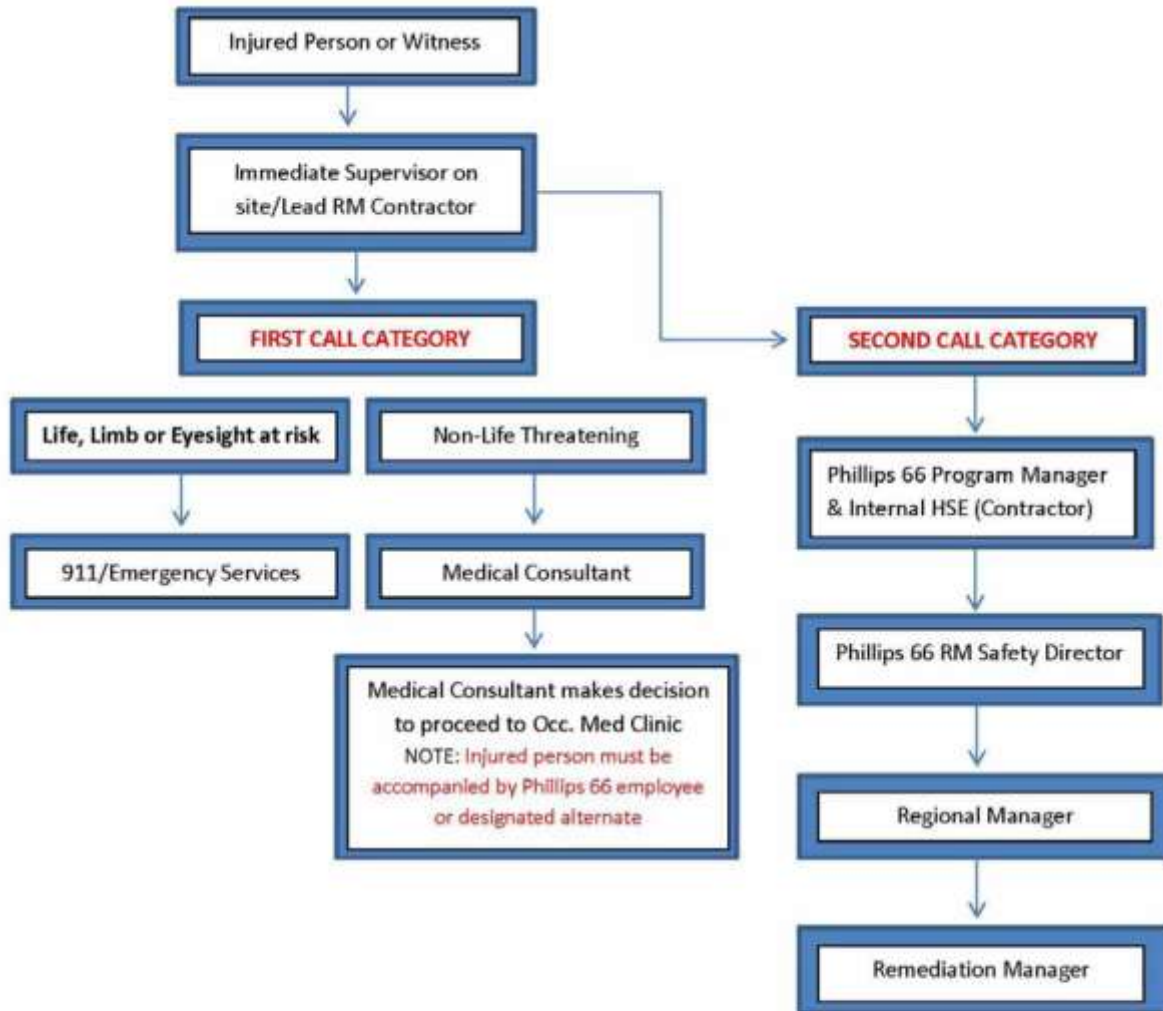 Injured Person or Witness
Immediate Supervisor on
site/Lead RM Contractor
FIRST CALL CATEGORY
SECOND CALL CATEGORY
Life, Limb or Eyesight at risk
Non-Life Threatening
Phillips 66 Program Manager
& Internal HSE (Contractor)
911/Emergency Services
Medical Consultant
Phillips 66 RM Safety Director
Medical Consultant makes decision
to proceed to Occ. Med Clinic
NOTE: Injured person must be
accompanied by Phillips 66 employee
or designated alternate
Regional Manager
Remediation Manager